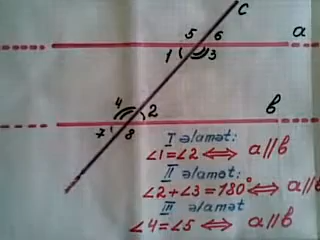 c
5 6 a
1 3
4 2 b
7 8
I əlamət:
∠1=∠2⟺ a∥b
II əlamət:
∠2+∠3=180°⟺ a∥b
III əlamət
∠4=∠5⟺ a∥b